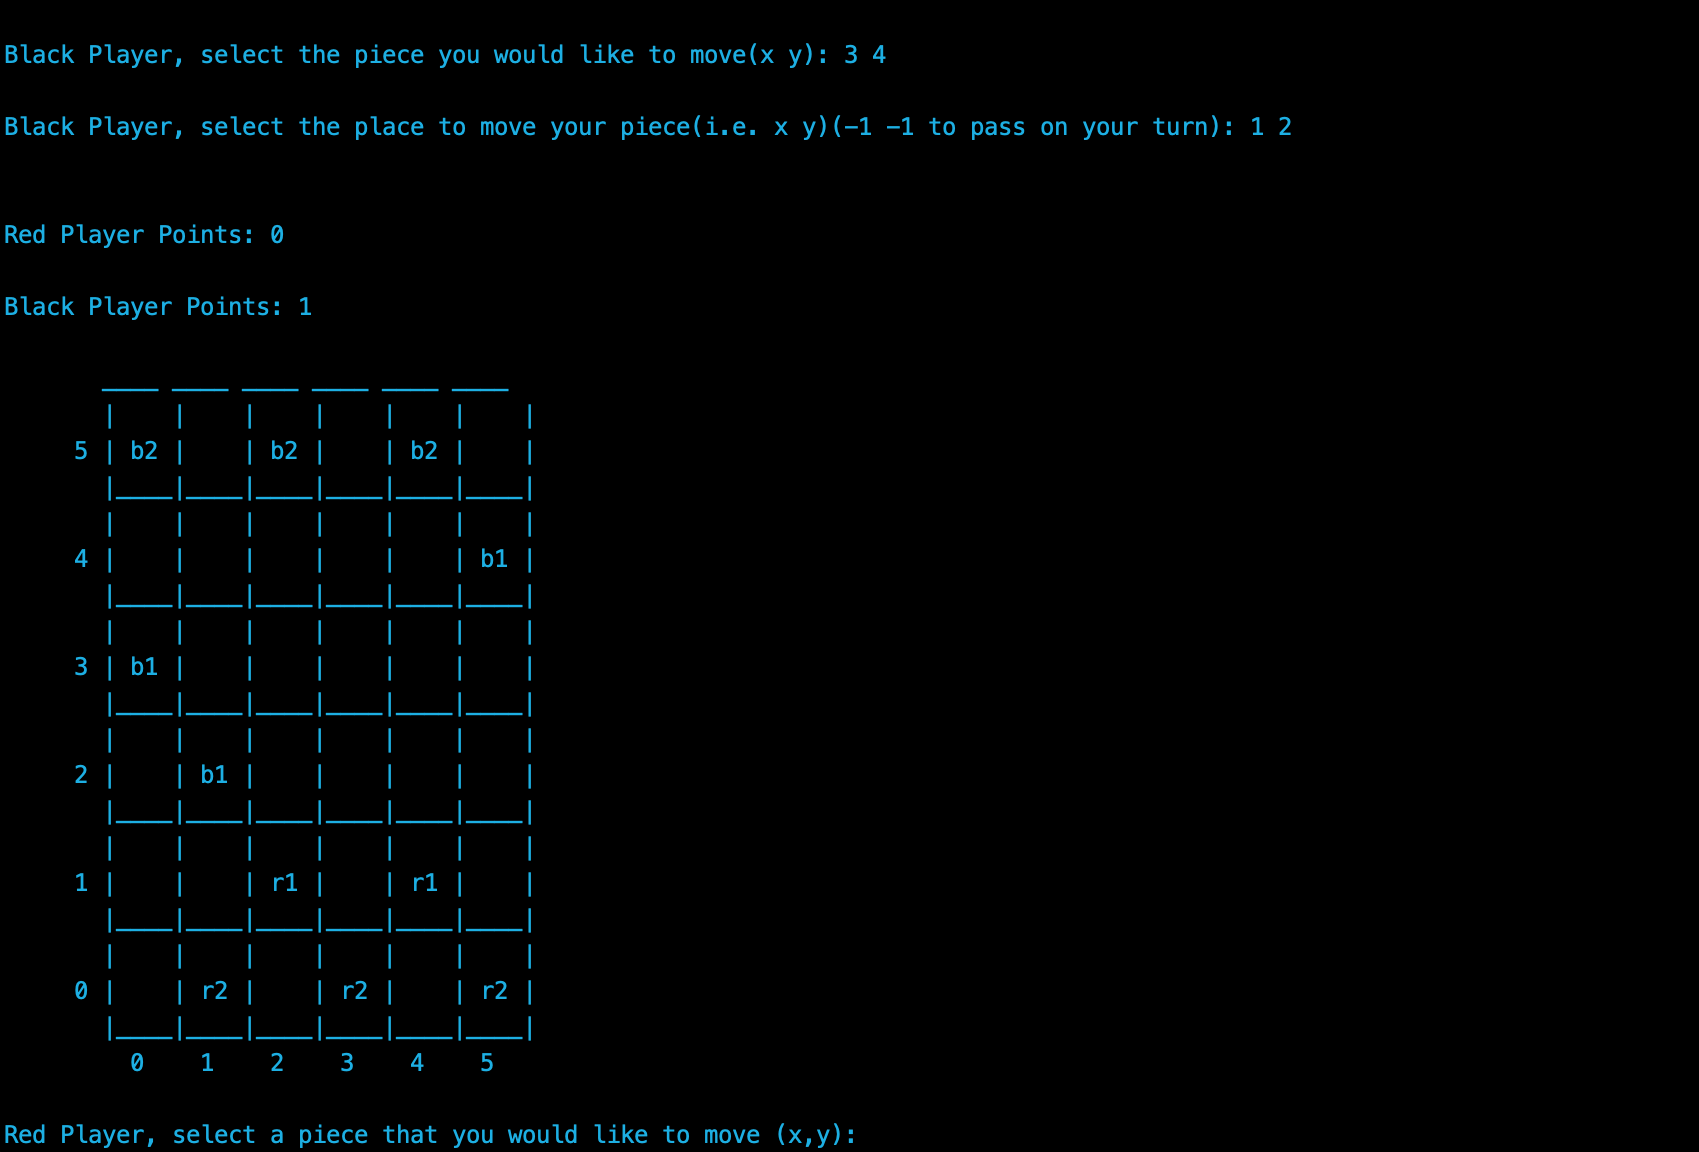 Black Player, select the piece you would like to move(x y): 3 4
Black Player, select the place to move your piece(i.e. x y)(-1 -1 to pass on your turn): 1 2
Red Player Points: 0
Black Player Points: 1
5 | b2 |    | b2 |    | b2 |    |
4 |    |    |    |    |    | b1 |
3 | b1 |    |    |    |    |    |
2 |    | b1 |    |    |    |    |
1 |    |    | r1 |    | r1 |    |
0 |    | r2 |    | r2 |    | r2 |
0 1 2 3 4 5
Red Player, select a piece that you would like to move (x,y):